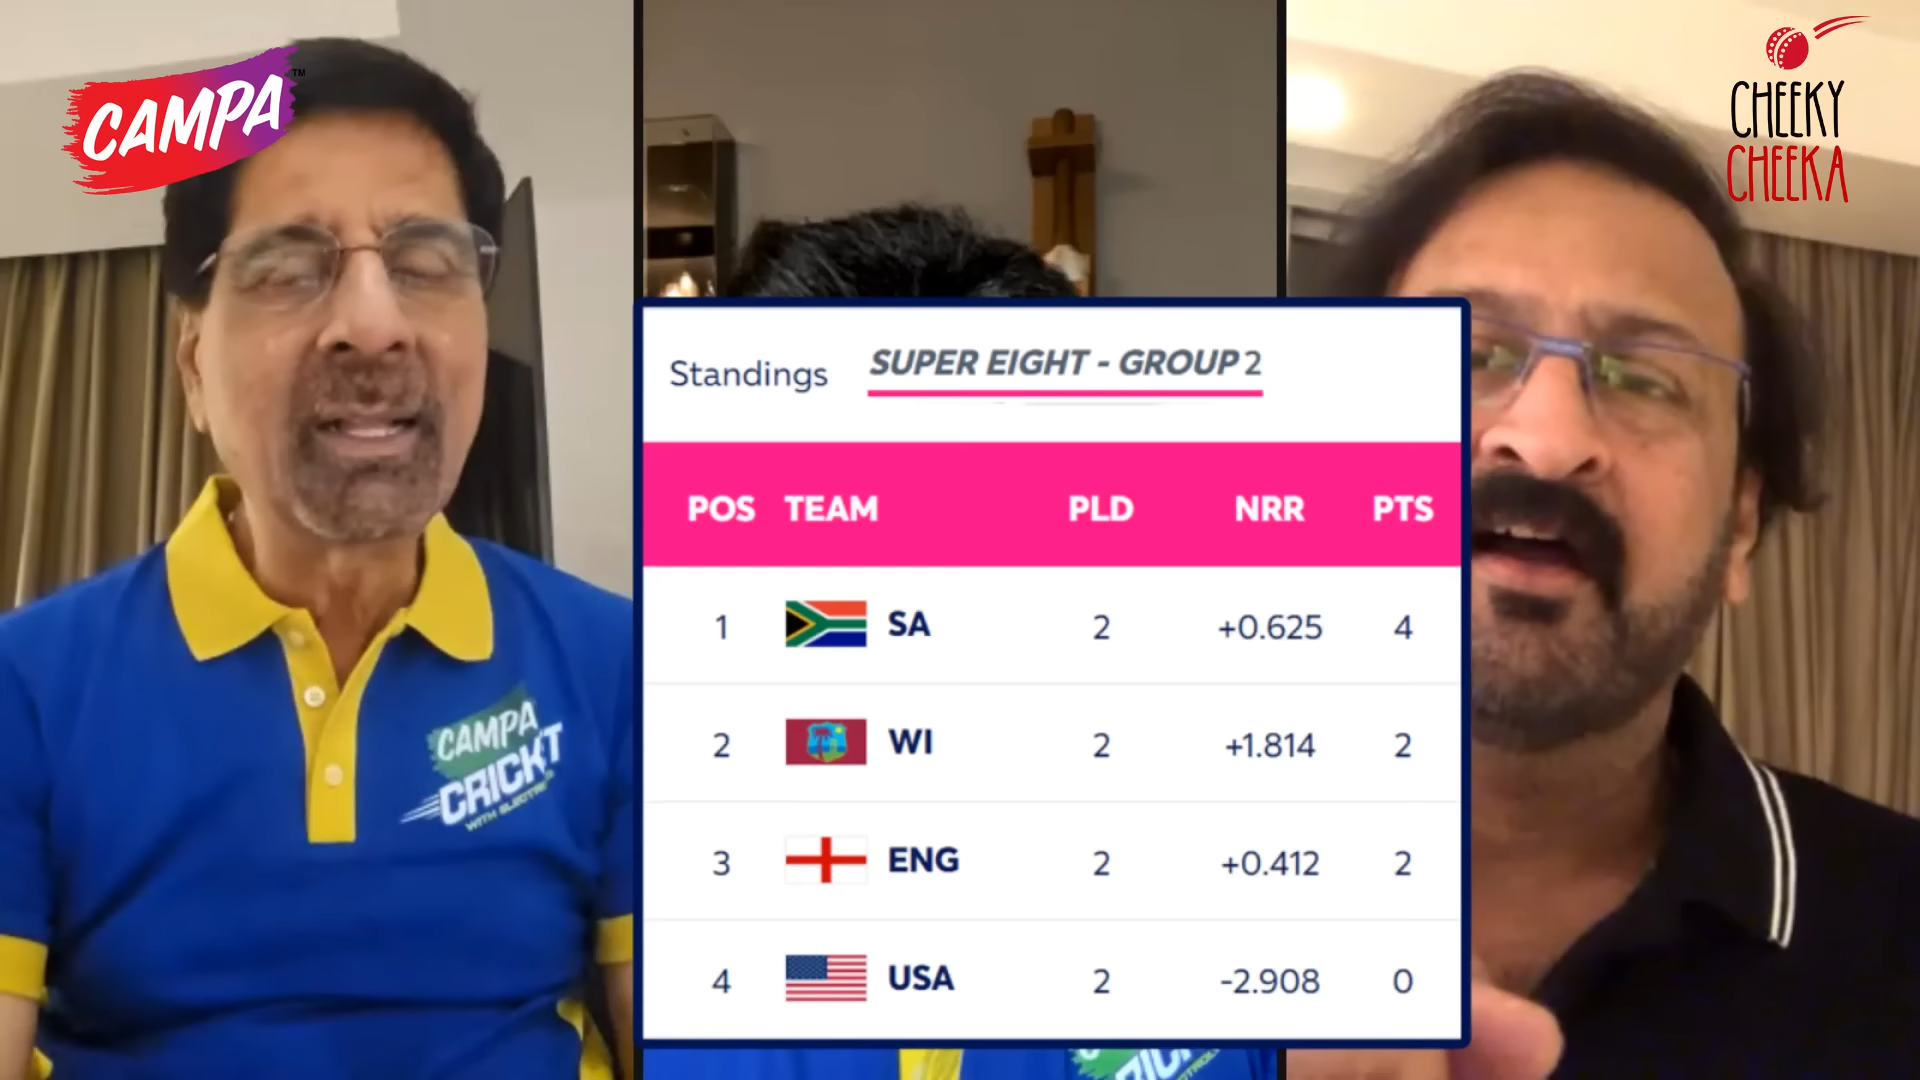 CAMPA
TM
CHEEKY
CHEEKA
Standings
SUPER EIGHT - GROUP 2
POS TEAM PLD NRR PTS
1 SA 2 +0.625 4
2 WI 2 +1.814 2
3 ENG 2 +0.412 2
4 USA 2 -2.908 0
CAMPA
CRICKET
WITH